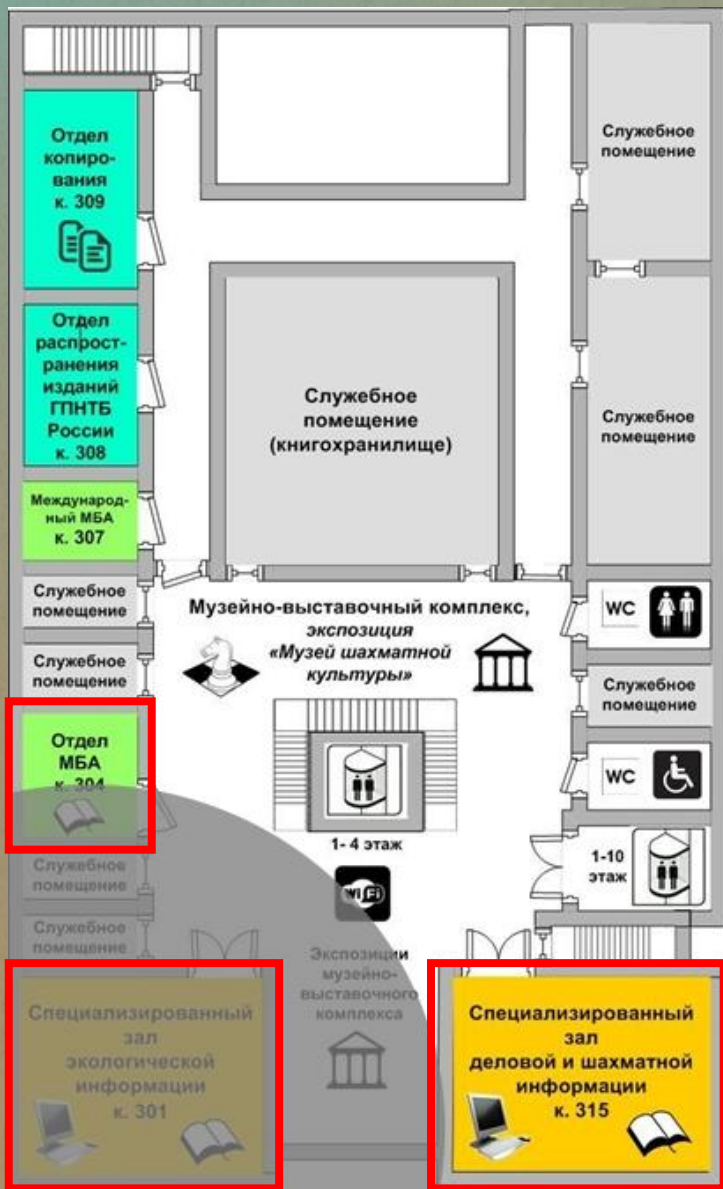 Отдел
копиро-
вания
к. 309
Служебное
помещение
Отдел
распрост-
ранения
изданий
ГПНТБ
России
к. 308
Служебное
помещение
(книгохранилище)
Служебное
помещение
Международ-
ный МБА
к. 307
Служебное
помещение
Музейно-выставочный комплекс,
экспозиция
«Музей шахматной
культуры»
WC
Служебное
помещение
Служебное
помещение
Отдел
МБА
к. 304
WC
1- 4 этаж
1-10
этаж
Служебное
помещение
Wi Fi
Служебное
помещение
Экспозиции
музейно-
выставочного
комплекса
Специализированный
зал
экологической
информации
к. 301
Специализированный
зал
деловой и шахматной
информации
к. 315